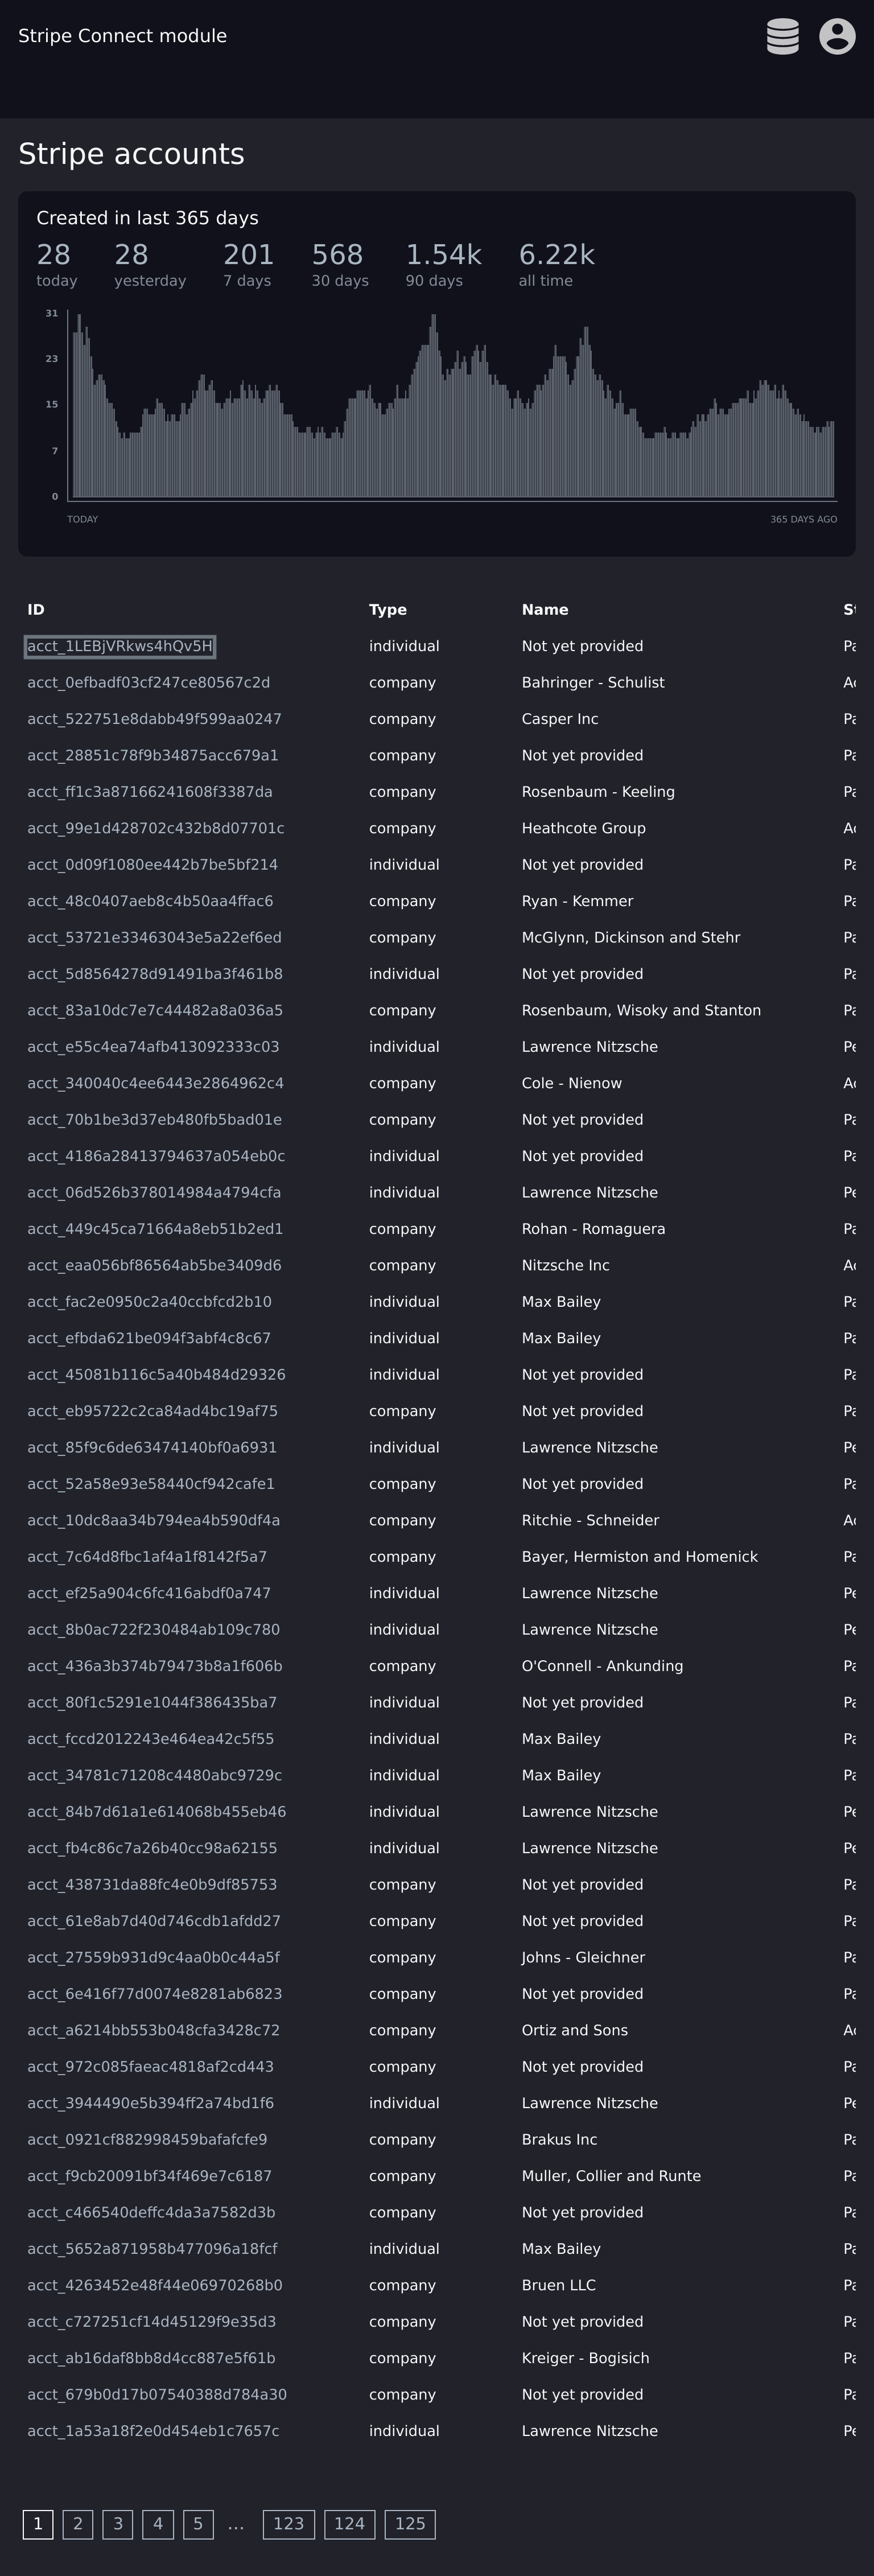 Stripe Connect module
Stripe accounts
Created in last 365 days
28 28 201 568 1.54k 6.22k
today yesterday 7 days 30 days 90 days all time
31
23
15
7
0
TODAY 365 DAYS AGO
ID Type Name St
acct_1LEBjVRkws4hQv5H individual Not yet provided Pa
acct_0efbadf03cf247ce80567c2d company Bahringer - Schulist Ac
acct_522751e8dabb49f599aa0247 company Casper Inc Pa
acct_28851c78f9b34875acc679a1 company Not yet provided Pa
acct_ff1c3a87166241608f3387da company Rosenbaum - Keeling Pa
acct_99e1d428702c432b8d07701c company Heathcote Group Ac
acct_0d09f1080ee442b7be5bf214 individual Not yet provided Pa
acct_48c0407aeb8c4b50aa4ffac6 company Ryan - Kemmer Pa
acct_53721e33463043e5a22ef6ed company McGlynn, Dickinson and Stehr Pa
acct_5d8564278d91491ba3f461b8 individual Not yet provided Pa
acct_83a10dc7e7c44482a8a036a5 company Rosenbaum, Wisoky and Stanton Pa
acct_e55c4ea74afb413092333c03 individual Lawrence Nitzsche Pe
acct_340040c4ee6443e2864962c4 company Cole - Nienow Ac
acct_70b1be3d37eb480fb5bad01e company Not yet provided Pa
acct_4186a28413794637a054eb0c individual Not yet provided Pa
acct_06d526b378014984a4794cfa individual Lawrence Nitzsche Pe
acct_449c45ca71664a8eb51b2ed1 company Rohan - Romaguera Pa
acct_eaa056bf86564ab5be3409d6 company Nitzsche Inc Ac
acct_fac2e0950c2a40ccbfcd2b10 individual Max Bailey Pa
acct_efbda621be094f3abf4c8c67 individual Max Bailey Pa
acct_45081b116c5a40b484d29326 individual Not yet provided Pa
acct_eb95722c2ca84ad4bc19af75 company Not yet provided Pa
acct_85f9c6de63474140bf0a6931 individual Lawrence Nitzsche Pe
acct_52a58e93e58440cf942cafe1 company Not yet provided Pa
acct_10dc8aa34b794ea4b590df4a company Ritchie - Schneider Ac
acct_7c64d8fbc1af4a1f8142f5a7 company Bayer, Hermiston and Homenick Pa
acct_ef25a904c6fc416abdf0a747 individual Lawrence Nitzsche Pe
acct_8b0ac722f230484ab109c780 individual Lawrence Nitzsche Pe
acct_436a3b374b79473b8a1f606b company O'Connell - Ankunding Pa
acct_80f1c5291e1044f386435ba7 individual Not yet provided Pa
acct_fccd2012243e464ea42c5f55 individual Max Bailey Pa
acct_34781c71208c4480abc9729c individual Max Bailey Pa
acct_84b7d61a1e614068b455eb46 individual Lawrence Nitzsche Pe
acct_fb4c86c7a26b40cc98a62155 individual Lawrence Nitzsche Pe
acct_438731da88fc4e0b9df85753 company Not yet provided Pa
acct_61e8ab7d40d746cdb1afdd27 company Not yet provided Pa
acct_27559b931d9c4aa0b0c44a5f company Johns - Gleichner Pa
acct_6e416f77d0074e8281ab6823 company Not yet provided Pa
acct_a6214bb553b048cfa3428c72 company Ortiz and Sons Ac
acct_972c085faeac4818af2cd443 company Not yet provided Pa
acct_3944490e5b394ff2a74bd1f6 individual Lawrence Nitzsche Pe
acct_0921cf882998459bafafcfe9 company Brakus Inc Pa
acct_f9cb20091bf34f469e7c6187 company Muller, Collier and Runte Pa
acct_c466540deffc4da3a7582d3b company Not yet provided Pa
acct_5652a871958b477096a18fcf individual Max Bailey Pa
acct_4263452e48f44e06970268b0 company Bruen LLC Pa
acct_c727251cf14d45129f9e35d3 company Not yet provided Pa
acct_ab16daf8bb8d4cc887e5f61b company Kreiger - Bogisich Pa
acct_679b0d17b07540388d784a30 company Not yet provided Pa
acct_1a53a18f2e0d454eb1c7657c individual Lawrence Nitzsche Pe
1 2 3 4 5 … 123 124 125